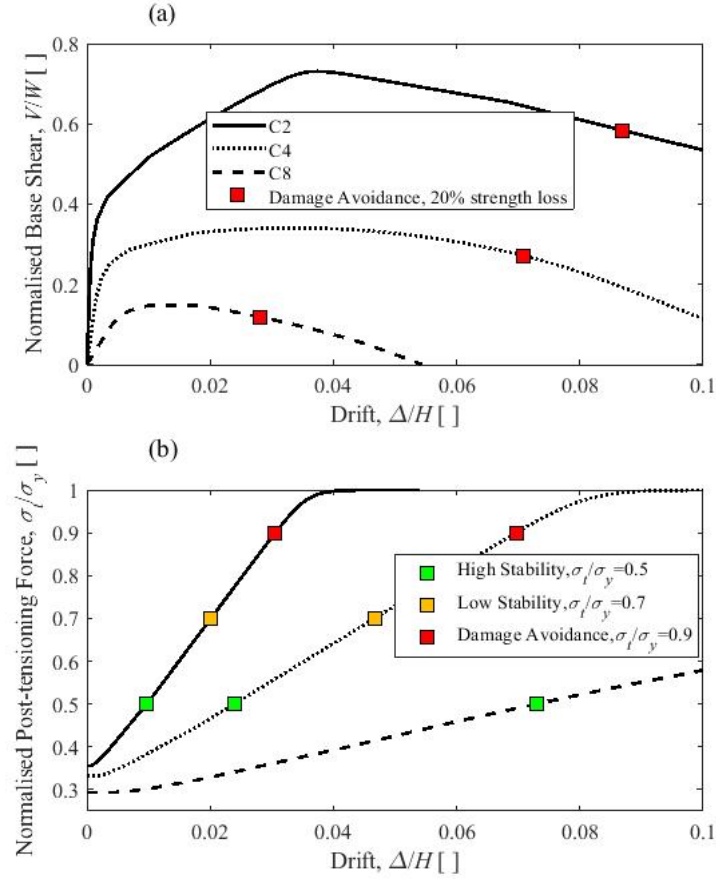 (a)
0.8
0.6
0.4
0.2
0
Normalised Base Shear, V/W[ ]
C2
C4
C8
Damage Avoidance, 20% strength loss
0 0.02 0.04 0.06 0.08 0.1
Drift, Δ/H[ ]
(b)
1
0.9
0.8
0.7
0.6
0.5
0.4
0.3
Normalised Post-tensioning Force, σt/σy[ ]
High Stability,σt/σy=0.5
Low Stability,σt/σy=0.7
Damage Avoidance,σt/σy=0.9
0 0.02 0.04 0.06 0.08 0.1
Drift, Δ/H[ ]